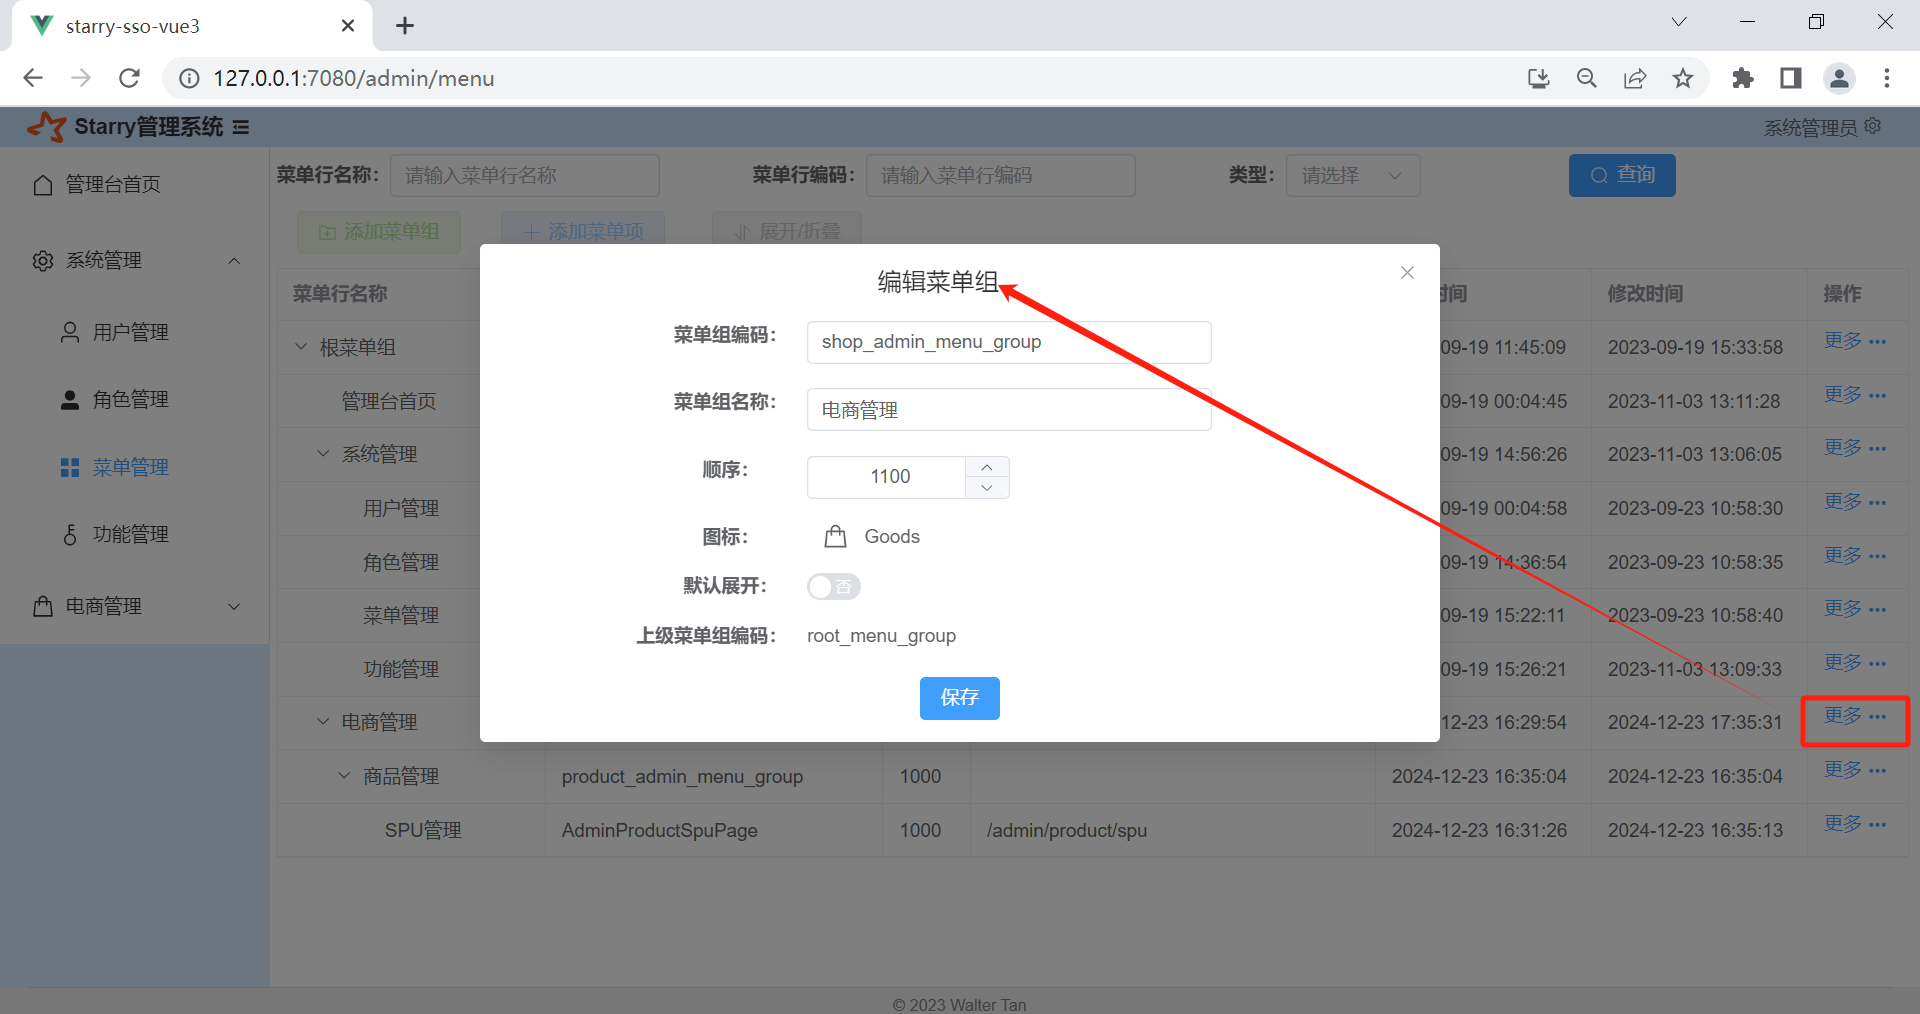 starry-sso-vue3
127.0.0.1:7080/admin/menu
Starry管理系统
系统管理员
管理台首页
系统管理
用户管理
角色管理
菜单管理
功能管理
电商管理
菜单行名称: 请输入菜单行名称 菜单行编码: 请输入菜单行编码 类型: 请选择 查询
添加菜单组 添加菜单项 展开/折叠
菜单行名称 时间 修改时间 操作
根菜单组 09-19 11:45:09 2023-09-19 15:33:58 更多
管理台首页 09-19 00:04:45 2023-11-03 13:11:28 更多
系统管理 09-19 14:56:26 2023-11-03 13:06:05 更多
用户管理 09-19 00:04:58 2023-09-23 10:58:30 更多
角色管理 09-19 14:36:54 2023-09-23 10:58:35 更多
菜单管理 09-19 15:22:11 2023-09-23 10:58:40 更多
功能管理 09-19 15:26:21 2023-11-03 13:09:33 更多
电商管理 12-23 16:29:54 2024-12-23 17:35:31 更多
商品管理 product_admin_menu_group 1000 2024-12-23 16:35:04 2024-12-23 16:35:04 更多
SPU管理 AdminProductSpuPage 1000 /admin/product/spu 2024-12-23 16:31:26 2024-12-23 16:35:13 更多
编辑菜单组
菜单组编码: shop_admin_menu_group
菜单组名称: 电商管理
顺序: 1100
图标: Goods
默认展开: 否
上级菜单组编码: root_menu_group
保存
© 2023 Walter Tan